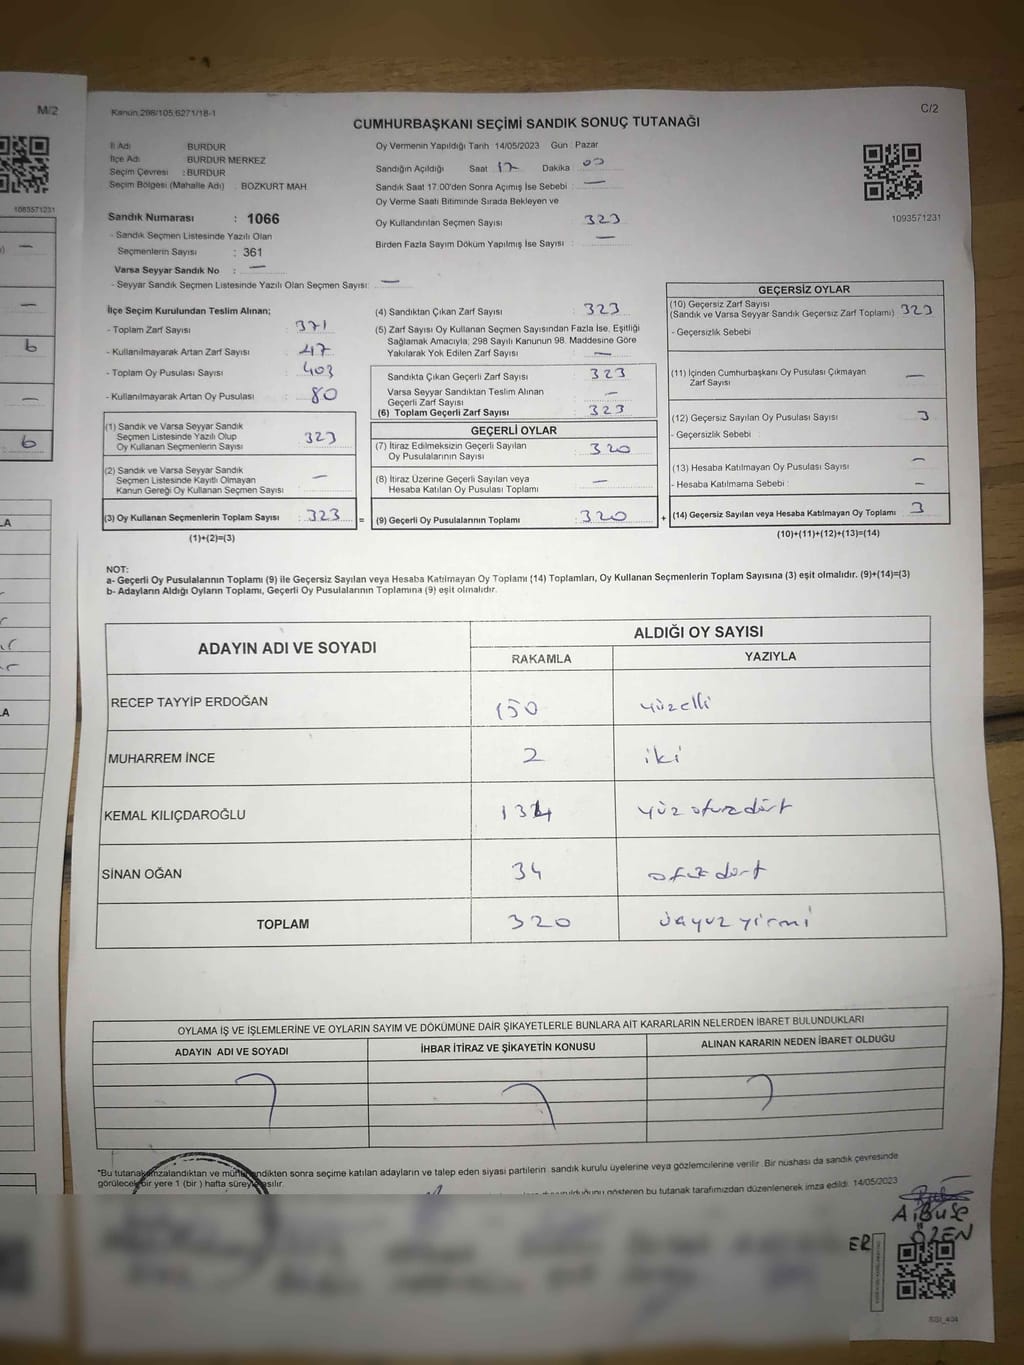 M/2
1093571231
b
b
LA
LA
Kanun:298/105,6271/18-1
C/2
CUMHURBAŞKANI SEÇİMİ SANDIK SONUÇ TUTANAĞI
İl Adı BURDUR
İlçe Adı BURDUR MERKEZ
Seçim Çevresi :BURDUR
Seçim Bölgesi (Mahalle Adı) : BOZKURT MAH
Sandık Numarası : 1066
- Sandık Seçmen Listesinde Yazılı Olan
Seçmenlerin Sayısı : 361
Varsa Seyyar Sandık No : —
- Seyyar Sandık Seçmen Listesinde Yazılı Olan Seçmen Sayısı: —
Oy Vermenin Yapıldığı Tarih 14/05/2023 Gün : Pazar
Sandığın Açıldığı Saat 17 Dakika 00
Sandık Saat 17:00'den Sonra Açımış İse Sebebi : —
Oy Verme Saati Bitiminde Sırada Bekleyen ve
Oy Kullandırılan Seçmen Sayısı 323
Birden Fazla Sayım Döküm Yapılmış İse Sayısı : —
1093571231
İlçe Seçim Kurulundan Teslim Alınan;
- Toplam Zarf Sayısı : 371
- Kullanılmayarak Artan Zarf Sayısı : 47
- Toplam Oy Pusulası Sayısı : 403
- Kullanılmayarak Artan Oy Pusulası : 80
(1) Sandık ve Varsa Seyyar Sandık
Seçmen Listesinde Yazılı Olup
Oy Kullanan Seçmenlerin Sayısı 323
(2) Sandık ve Varsa Seyyar Sandık
Seçmen Listesinde Kayıtlı Olmayan
Kanun Gereği Oy Kullanan Seçmen Sayısı —
(3) Oy Kullanan Seçmenlerin Toplam Sayısı : 323
(1)+(2)=(3)
(4) Sandıktan Çıkan Zarf Sayısı : 323
(5) Zarf Sayısı Oy Kullanan Seçmen Sayısından Fazla İse, Eşitliği
Sağlamak Amacıyla; 298 Sayılı Kanunun 98. Maddesine Göre
Yakılarak Yok Edilen Zarf Sayısı : —
Sandıkta Çıkan Geçerli Zarf Sayısı : 323
Varsa Seyyar Sandıktan Teslim Alınan
Geçerli Zarf Sayısı : —
(6) Toplam Geçerli Zarf Sayısı : 323
GEÇERLİ OYLAR
(7) İtiraz Edilmeksizin Geçerli Sayılan
Oy Pusulalarının Sayısı : 320
(8) İtiraz Üzerine Geçerli Sayılan veya
Hesaba Katılan Oy Pusulası Toplamı : —
= (9) Geçerli Oy Pusulalarının Toplamı : 320 +
GEÇERSİZ OYLAR
(10) Geçersiz Zarf Sayısı
(Sandık ve Varsa Seyyar Sandık Geçersiz Zarf Toplamı) 323
- Geçersizlik Sebebi :
(11) İçinden Cumhurbaşkanı Oy Pusulası Çıkmayan
Zarf Sayısı : —
(12) Geçersiz Sayılan Oy Pusulası Sayısı : 3
- Geçersizlik Sebebi :
(13) Hesaba Katılmayan Oy Pusulası Sayısı : —
- Hesaba Katılmama Sebebi : —
(14) Geçersiz Sayılan veya Hesaba Katılmayan Oy Toplamı 3
(10)+(11)+(12)+(13)=(14)
NOT:
a- Geçerli Oy Pusulalarının Toplamı (9) ile Geçersiz Sayılan veya Hesaba Katılmayan Oy Toplamı (14) Toplamları, Oy Kullanan Seçmenlerin Toplam Sayısına (3) eşit olmalıdır. (9)+(14)=(3)
b- Adayların Aldığı Oyların Toplamı, Geçerli Oy Pusulalarının Toplamına (9) eşit olmalıdır.
ADAYIN ADI VE SOYADI
ALDIĞI OY SAYISI
RAKAMLA YAZIYLA
RECEP TAYYİP ERDOĞAN 150 yüzelli
MUHARREM İNCE 2 iki
KEMAL KILIÇDAROĞLU 134 yüz otuzdört
SİNAN OĞAN 34 otuz dört
TOPLAM 320 üçyüz yirmi
OYLAMA İŞ VE İŞLEMLERİNE VE OYLARIN SAYIM VE DÖKÜMÜNE DAİR ŞİKAYETLERLE BUNLARA AİT KARARLARIN NELERDEN İBARET BULUNDUKLARI
ADAYIN ADI VE SOYADI İHBAR İTİRAZ VE ŞİKAYETİN KONUSU ALINAN KARARIN NEDEN İBARET OLDUĞU
*Bu tutanak imzalandıktan ve mühürlendikten sonra seçime katılan adayların ve talep eden siyasi partilerin sandık kurulu üyelerine veya gözlemcilerine verilir. Bir nüshası da sandık çevresinde
görülecek bir yere 1 (bir) hafta süreyle asılır.
gösteren bu tutanak tarafımızdan düzenlenerek imza edildi. 14/05/2023
AİBUSE
ÖZEN
ER